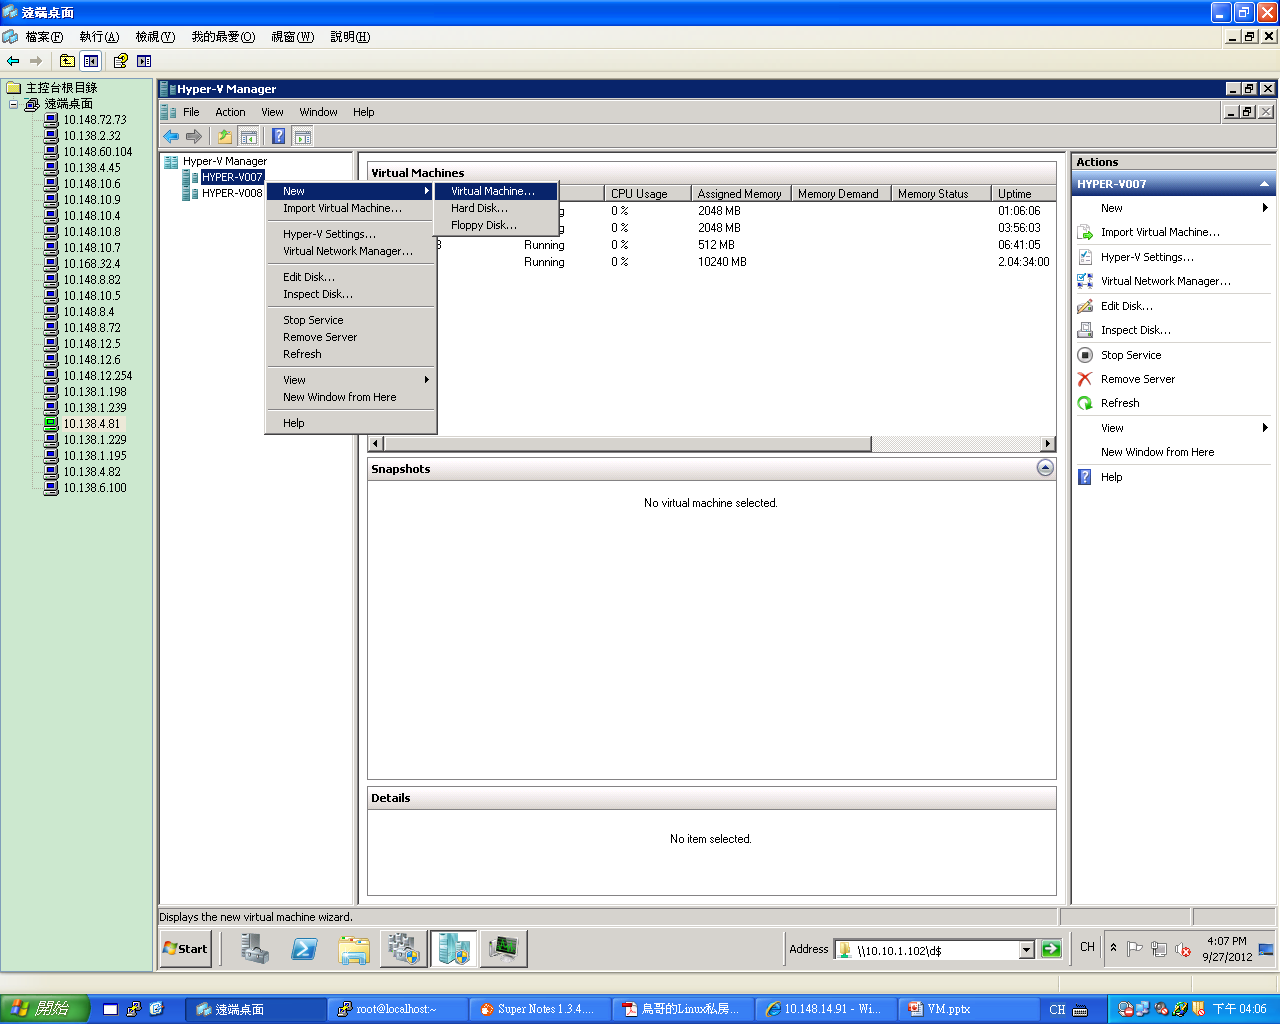 遠端桌面
檔案(F) 執行(A) 檢視(V) 我的最愛(O) 視窗(W) 說明(H)
主控台根目錄
遠端桌面
10.148.72.73
10.138.2.32
10.148.60.104
10.138.4.45
10.148.10.6
10.148.10.9
10.148.10.4
10.148.10.8
10.148.10.7
10.168.32.4
10.148.8.82
10.148.10.5
10.148.8.4
10.148.8.72
10.148.12.5
10.148.12.6
10.148.12.254
10.138.1.198
10.138.1.239
10.138.4.81
10.138.1.229
10.138.1.195
10.138.4.82
10.138.6.100
Hyper-V Manager
File Action View Window Help
Hyper-V Manager
HYPER-V007
HYPER-V008
New
Import Virtual Machine...
Hyper-V Settings...
Virtual Network Manager...
Edit Disk...
Inspect Disk...
Stop Service
Remove Server
Refresh
View
New Window from Here
Help
Virtual Machine...
Hard Disk...
Floppy Disk...
Virtual Machines
CPU Usage Assigned Memory Memory Demand Memory Status Uptime
g 0 % 2048 MB 01:06:06
0 % 2048 MB 03:56:03
3 Running 0 % 512 MB 06:41:05
Running 0 % 10240 MB 2.04:34:00
Snapshots
No virtual machine selected.
Details
No item selected.
Actions
HYPER-V007
New
Import Virtual Machine...
Hyper-V Settings...
Virtual Network Manager...
Edit Disk...
Inspect Disk...
Stop Service
Remove Server
Refresh
View
New Window from Here
Help
Displays the new virtual machine wizard.
Start
Address \\10.10.1.102\d$
CH
4:07 PM
9/27/2012
開始
遠端桌面
root@localhost:~
Super Notes 1.3.4....
鳥哥的Linux私房...
10.148.14.91 - Wi...
VM.pptx
CH
下午 04:06